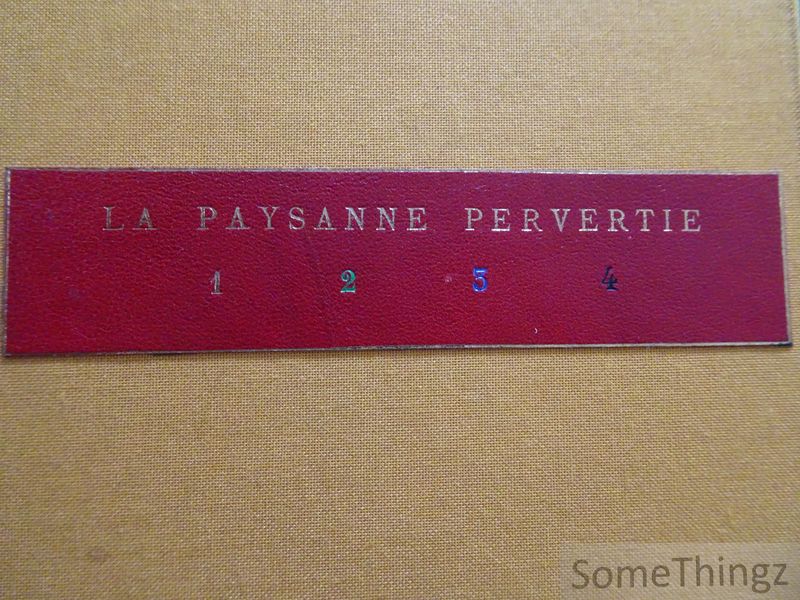 LA PAYSANNE PERVERTIE
1 2 3 4
SomeThingz